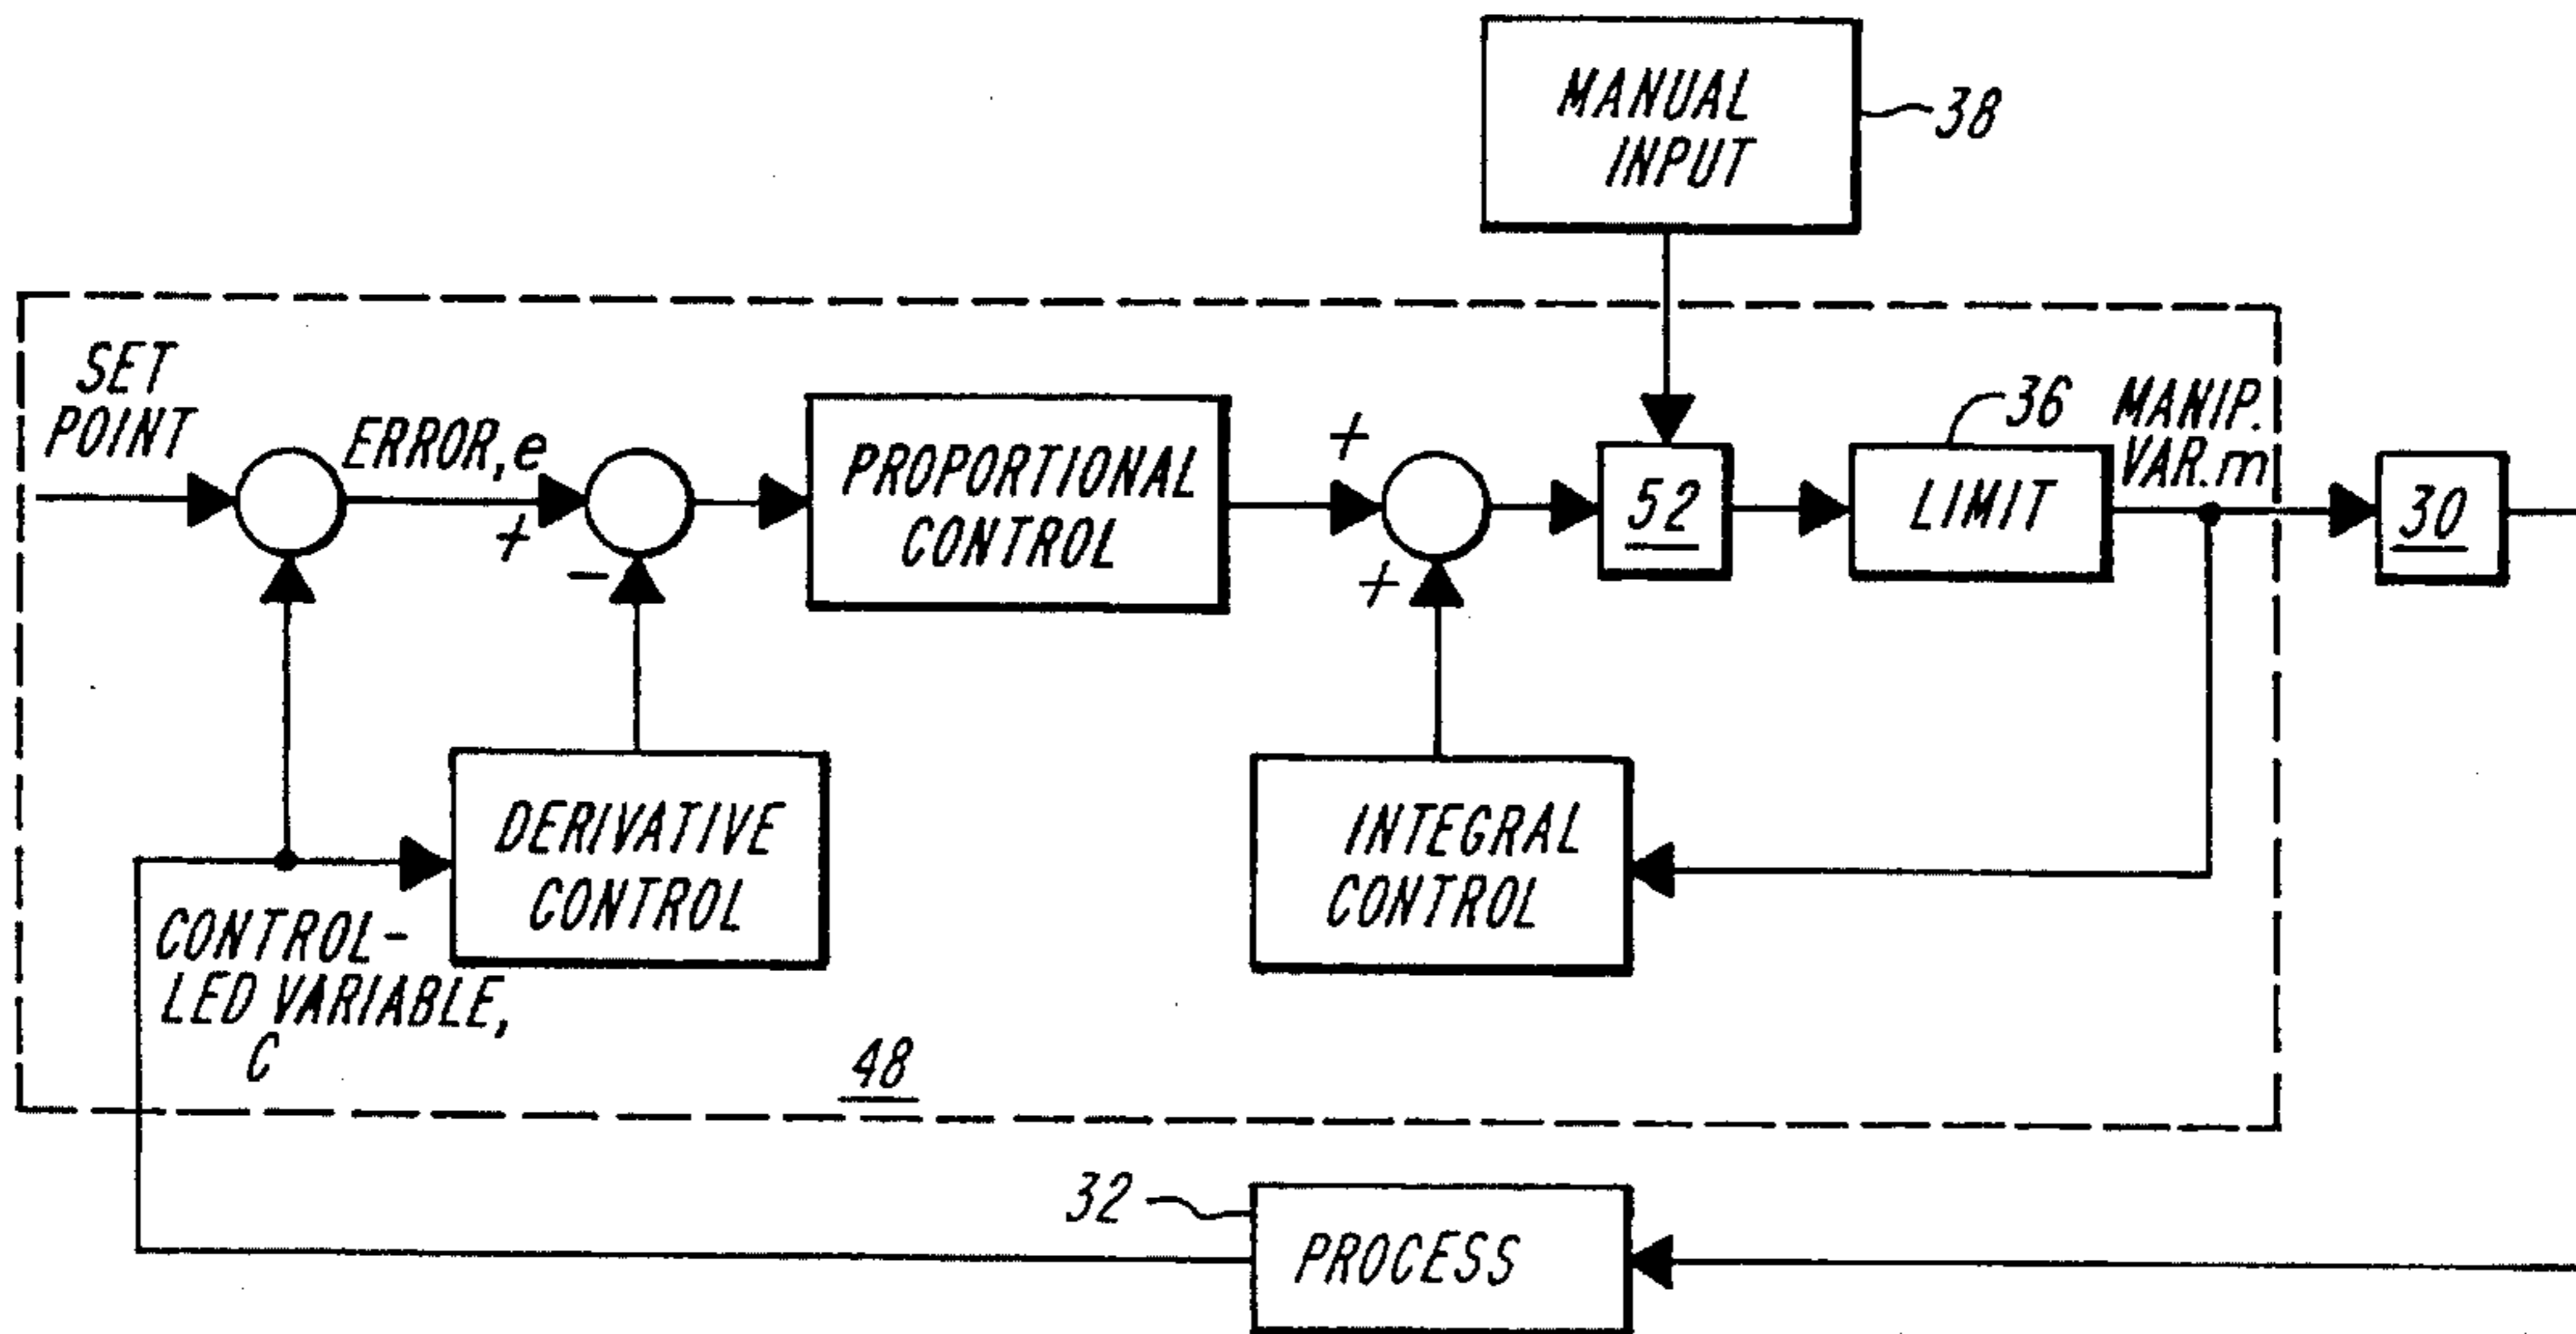 MANUAL
INPUT
38
SET
POINT
ERROR, e
+
-
PROPORTIONAL
CONTROL
+
+
52
36
LIMIT
MANIP.
VAR. m
30
DERIVATIVE
CONTROL
INTEGRAL
CONTROL
CONTROL-
LED VARIABLE,
C
48
32
PROCESS